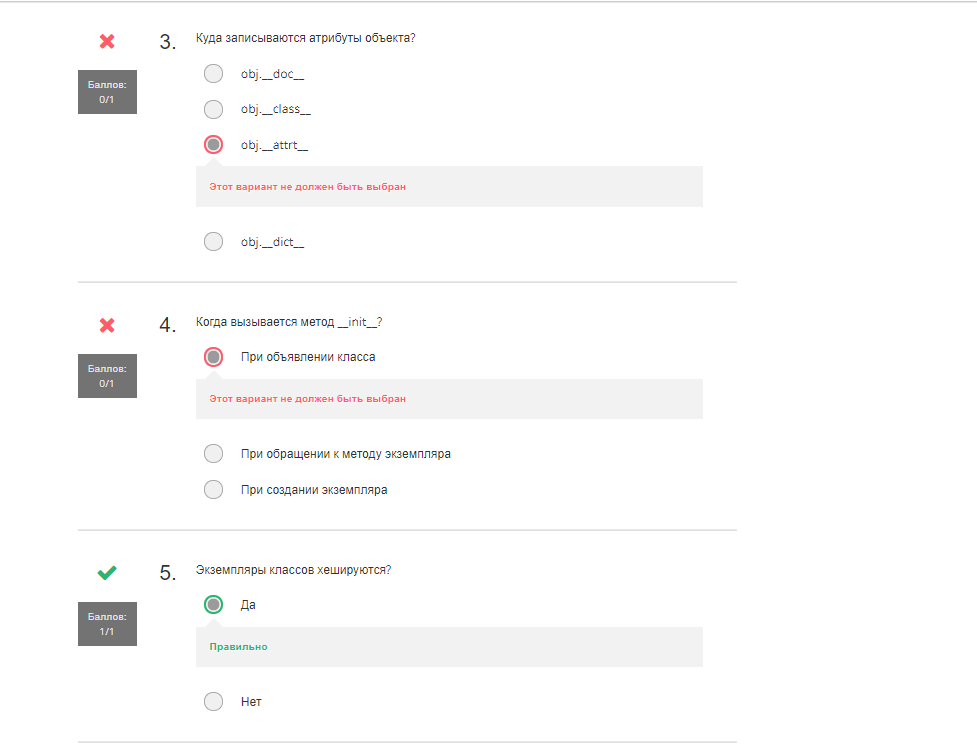 3. Куда записываются атрибуты объекта?
Баллов:
0/1
obj.__doc__
obj.__class__
obj.__attrt__
Этот вариант не должен быть выбран
obj.__dict__
4. Когда вызывается метод __init__?
Баллов:
0/1
При объявлении класса
Этот вариант не должен быть выбран
При обращении к методу экземпляра
При создании экземпляра
5. Экземпляры классов хешируются?
Баллов:
1/1
Да
Правильно
Нет